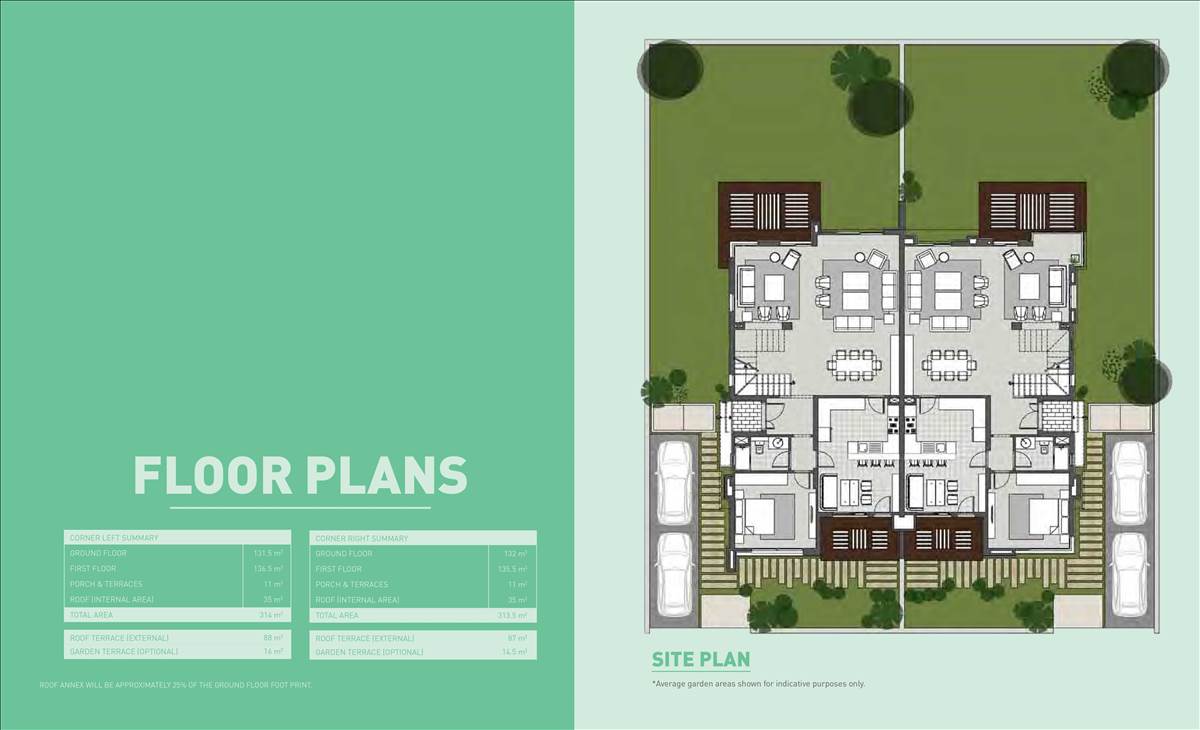 FLOOR PLANS
CORNER LEFT SUMMARY
GROUND FLOOR 131.5 m²
FIRST FLOOR 136.5 m²
PORCH & TERRACES 11 m²
ROOF (INTERNAL AREA) 35 m²
TOTAL AREA 314 m²
ROOF TERRACE (EXTERNAL) 88 m²
GARDEN TERRACE (OPTIONAL) 16 m²
CORNER RIGHT SUMMARY
GROUND FLOOR 132 m²
FIRST FLOOR 135.5 m²
PORCH & TERRACES 11 m²
ROOF (INTERNAL AREA) 35 m²
TOTAL AREA 313.5 m²
ROOF TERRACE (EXTERNAL) 87 m²
GARDEN TERRACE (OPTIONAL) 14.5 m²
ROOF ANNEX WILL BE APPROXIMATELY 25% OF THE GROUND FLOOR FOOT PRINT.
SITE PLAN
*Average garden areas shown for indicative purposes only.